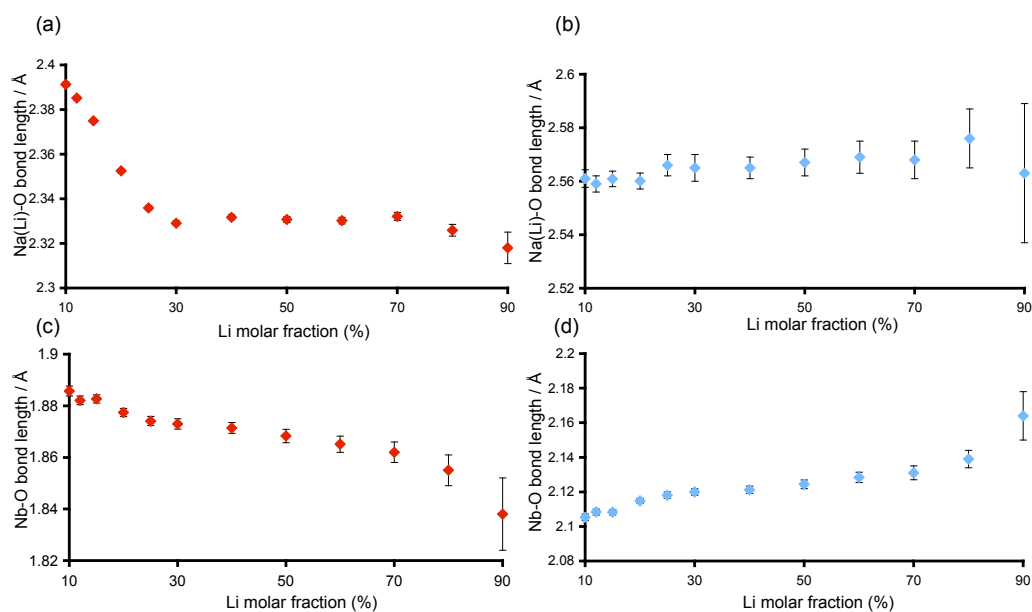 (a)
Na(Li)-O bond length / Å
2.4
2.38
2.36
2.34
2.32
2.3
10 30 50 70 90
Li molar fraction (%)
(b)
Na(Li)-O bond length / Å
2.6
2.58
2.56
2.54
2.52
10 30 50 70 90
Li molar fraction (%)
(c)
Nb-O bond length / Å
1.9
1.88
1.86
1.84
1.82
10 30 50 70 90
Li molar fraction (%)
(d)
Nb-O bond length / Å
2.2
2.18
2.16
2.14
2.12
2.1
2.08
10 30 50 70 90
Li molar fraction (%)